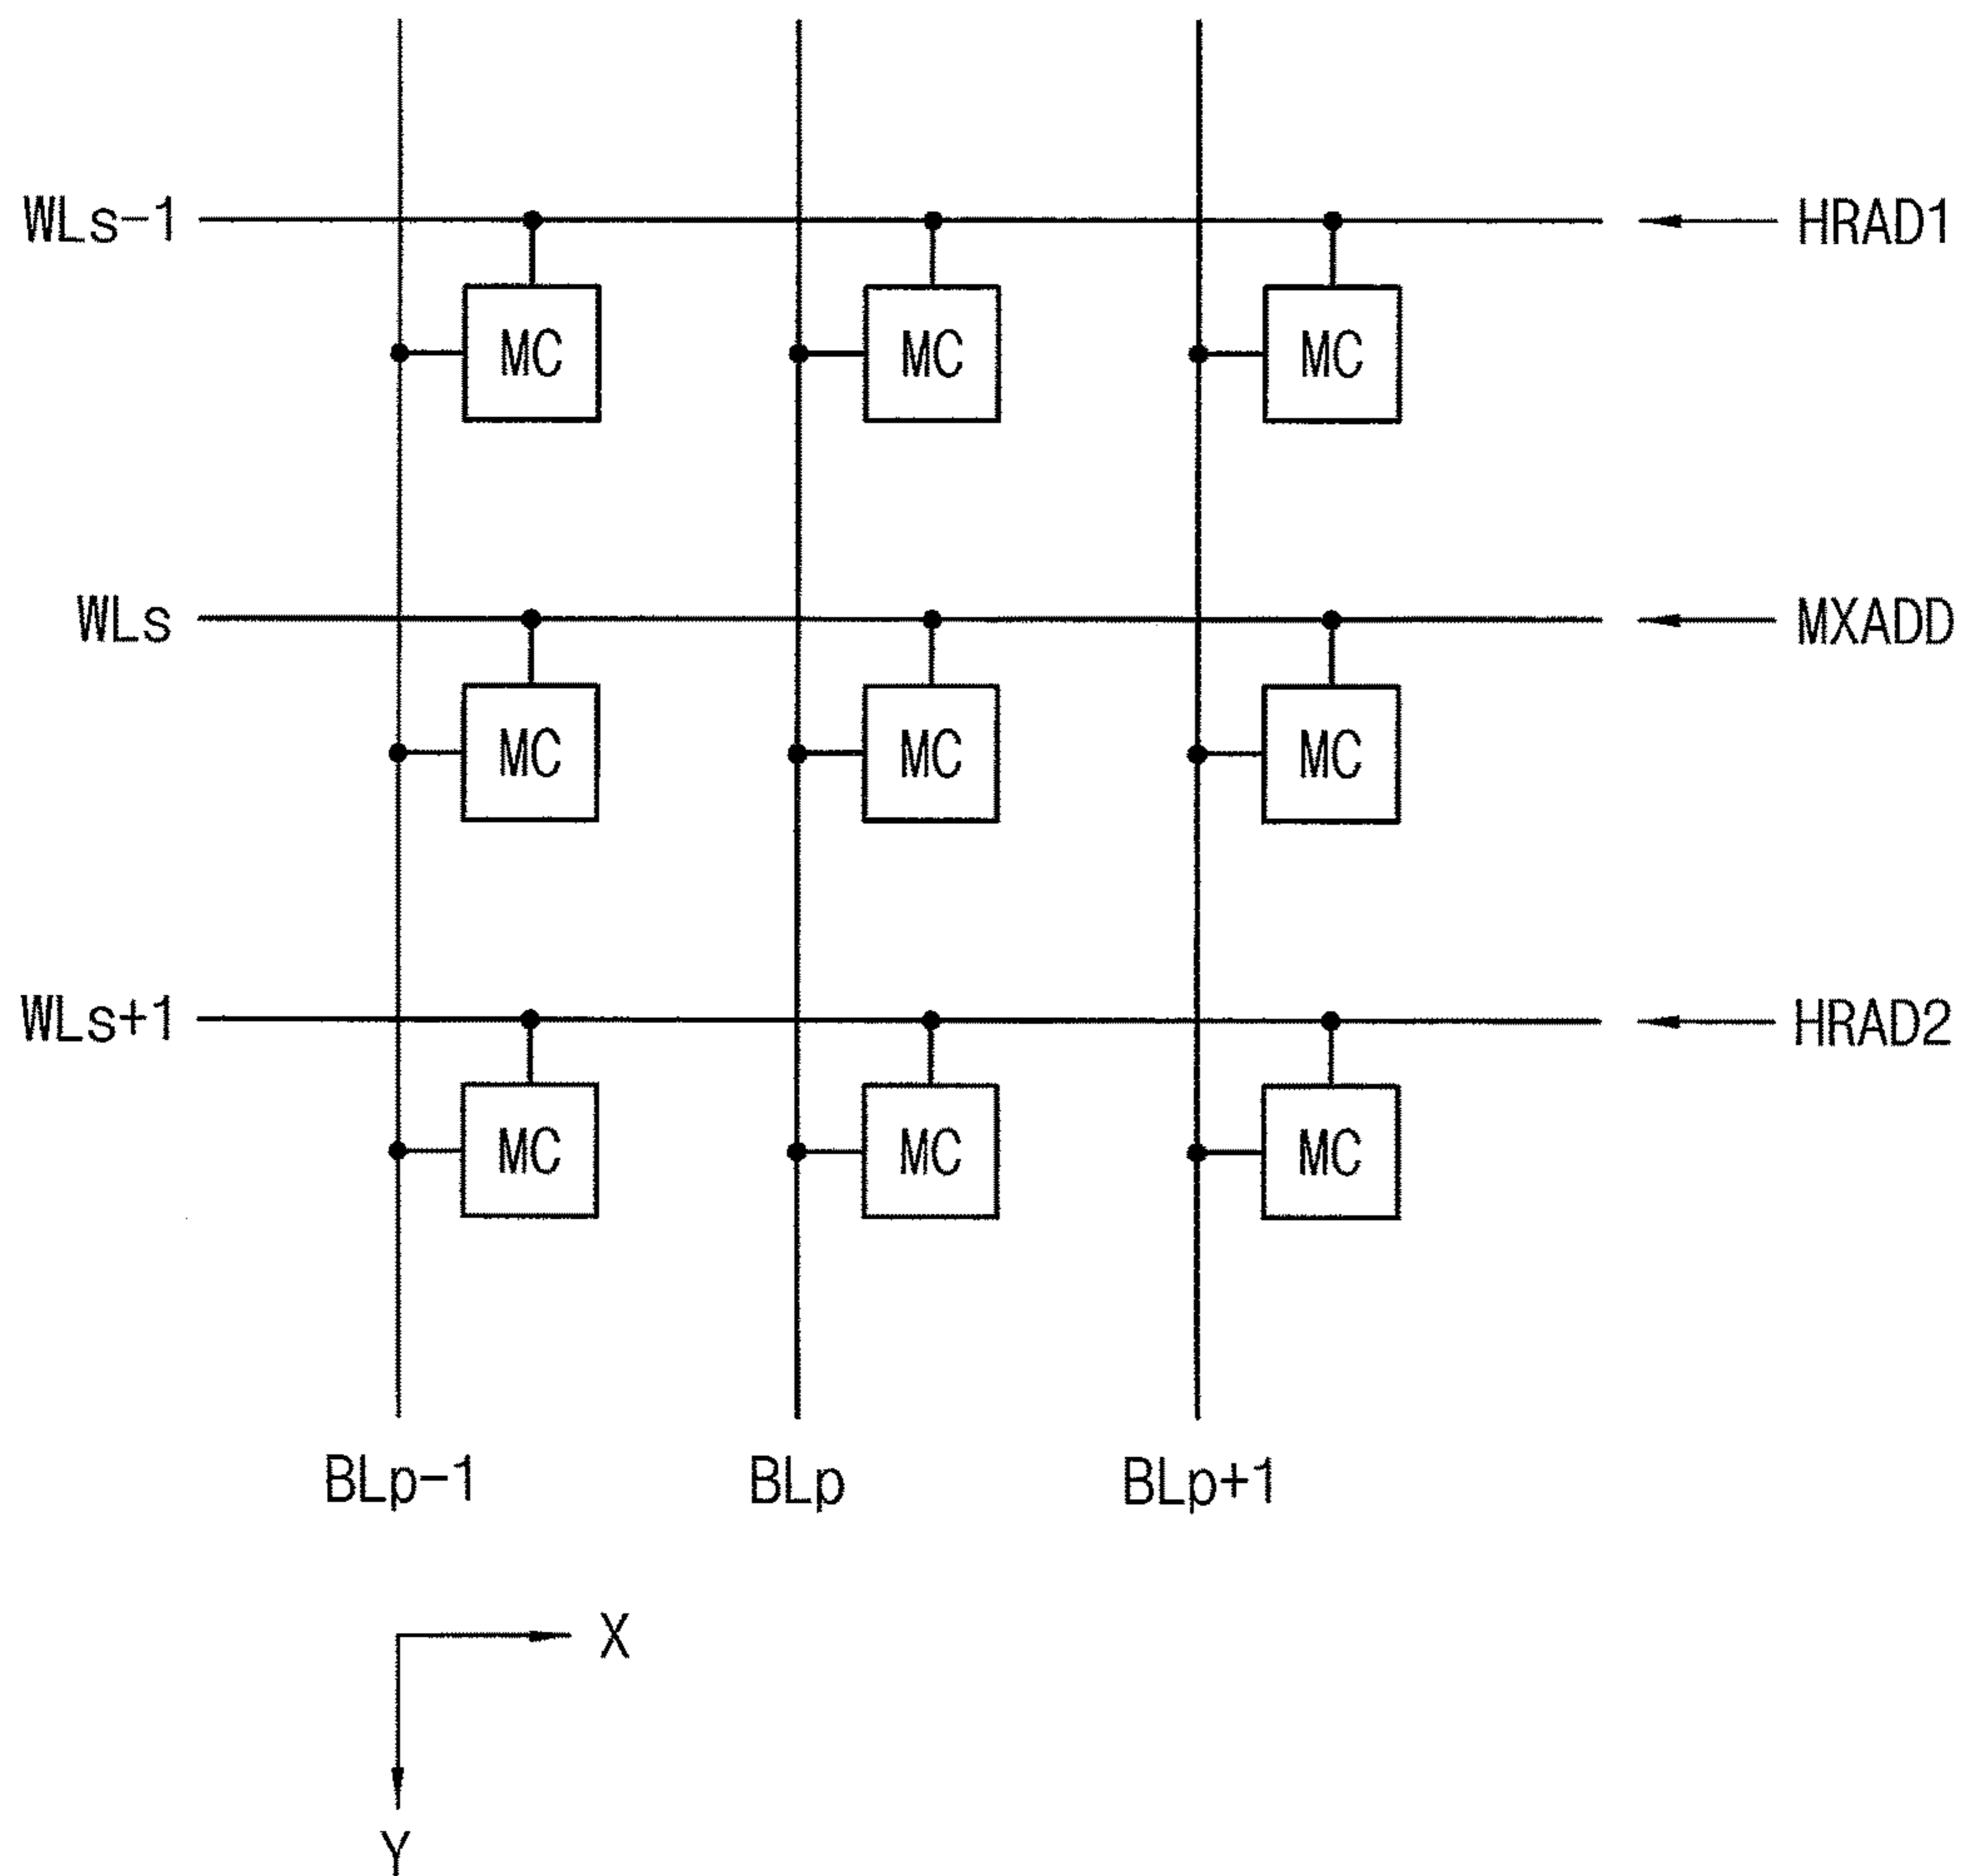 WLs-1 HRAD1
MC MC MC
WLs MXADD
MC MC MC
WLs+1 HRAD2
MC MC MC
BLp-1 BLp BLp+1
X
Y